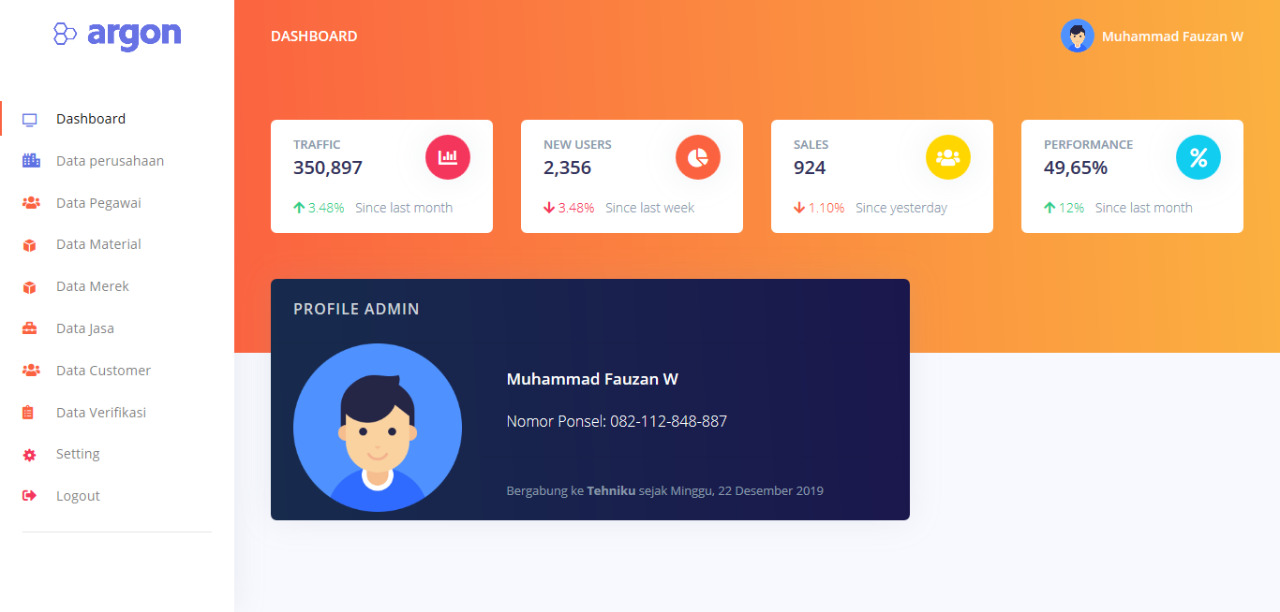 argon
Dashboard
Data perusahaan
Data Pegawai
Data Material
Data Merek
Data Jasa
Data Customer
Data Verifikasi
Setting
Logout
DASHBOARD
Muhammad Fauzan W
TRAFFIC
350,897
3.48% Since last month
NEW USERS
2,356
3.48% Since last week
SALES
924
1.10% Since yesterday
PERFORMANCE
49,65%
12% Since last month
PROFILE ADMIN
Muhammad Fauzan W
Nomor Ponsel: 082-112-848-887
Bergabung ke Tehniku sejak Minggu, 22 Desember 2019